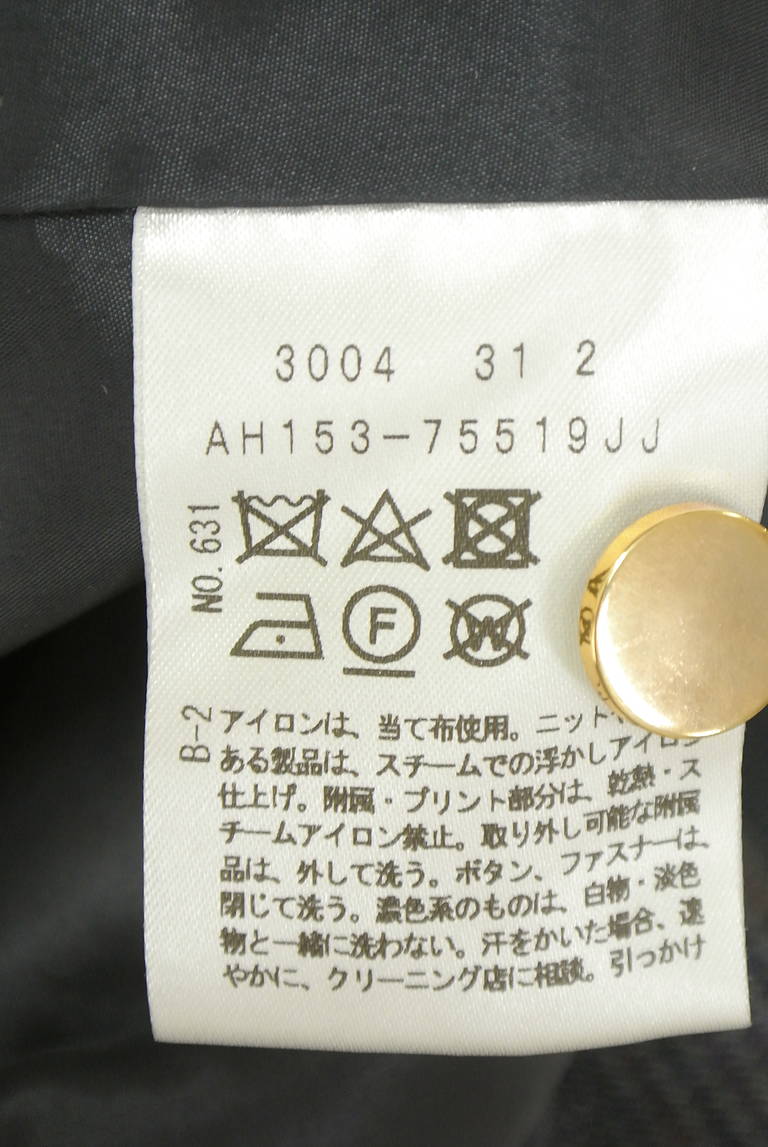 3004 31 2
AH153-75519JJ
NO. 631
F
W
B-2
アイロンは、当て布使用。ニット
ある製品は、スチームでの浮かしアイロン
仕上げ。附属・プリント部分は、乾熱・ス
チームアイロン禁止。取り外し可能な附属
品は、外して洗う。ボタン、ファスナーは、
閉じて洗う。濃色系のものは、白物・淡色
物と一緒に洗わない。汗をかいた場合、速
やかに、クリーニング店に相談。引っかけ